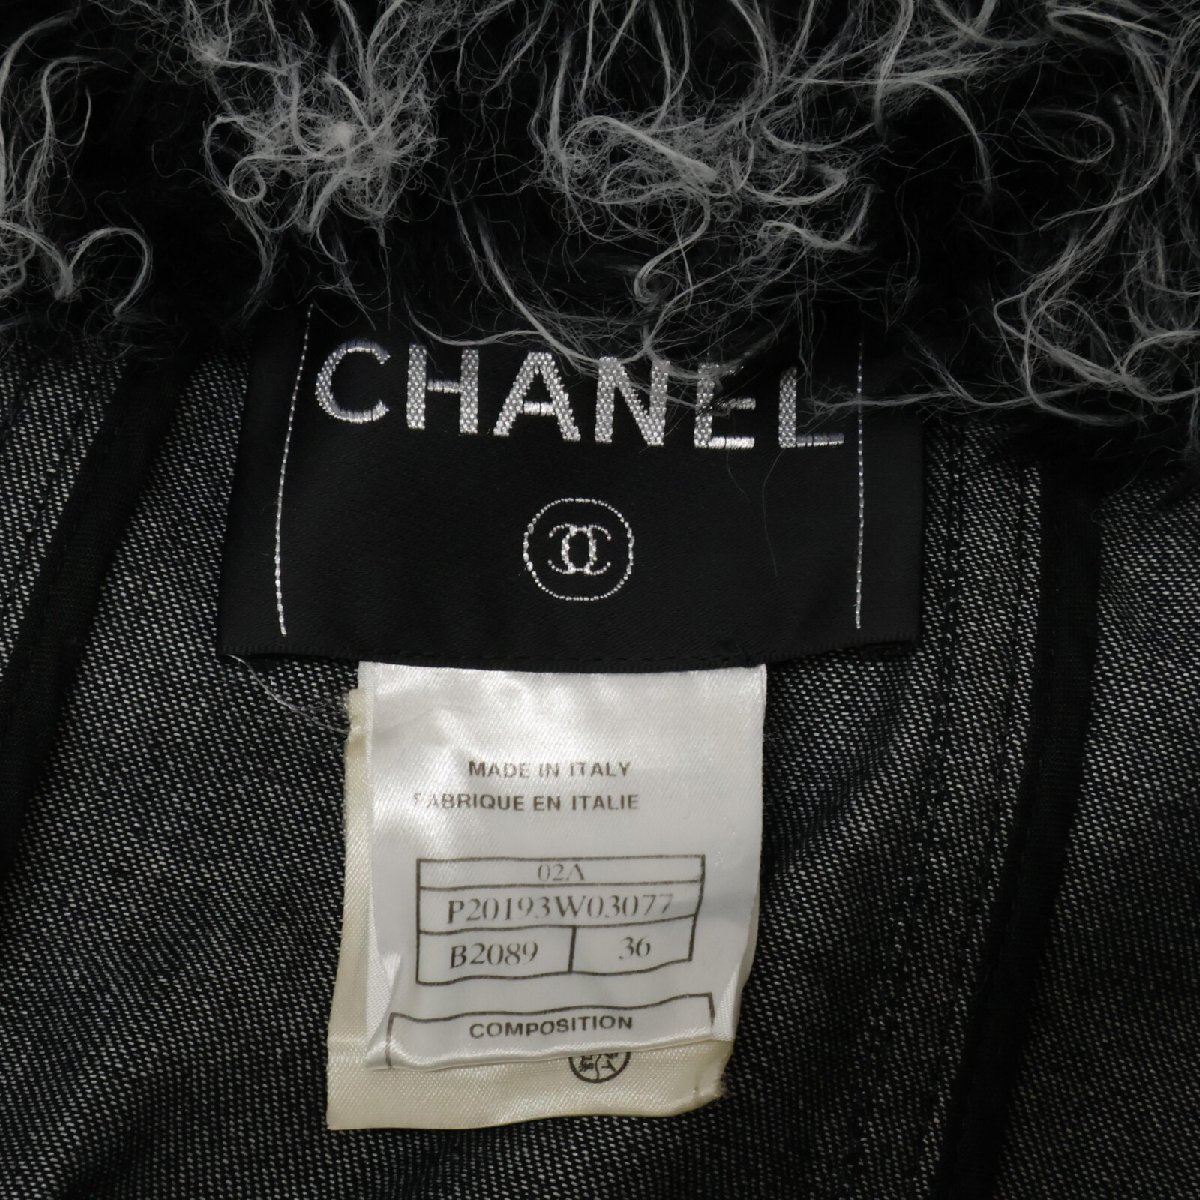 CHANEL
MADE IN ITALY
FABRIQUE EN ITALIE
02A
P20193W03077
B2089 36
COMPOSITION